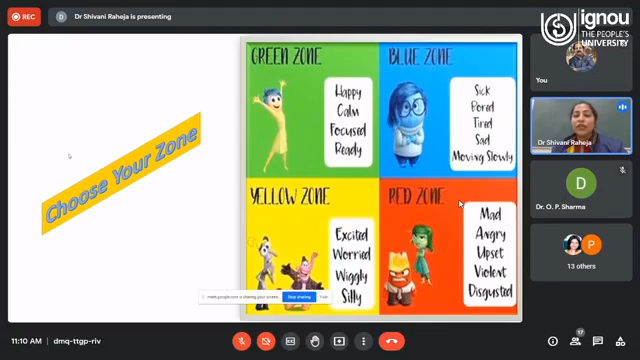 REC
Dr Shivani Raheja is presenting
ignou
THE PEOPLE'S
UNIVERSITY
Choose Your Zone
GREEN ZONE
Happy
Calm
Focused
Ready
BLUE ZONE
Sick
Bored
Tired
Sad
Moving Slowly
YELLOW ZONE
Excited
Worried
Wiggly
Silly
RED ZONE
Mad
Angry
Upset
Violent
Disgusted
meet.google.com is sharing your screen.
Stop sharing
Hide
You
Dr Shivani Raheja
D
Dr. O. P. Sharma
P
13 others
11:10 AM | dmq-ttgp-riv
17